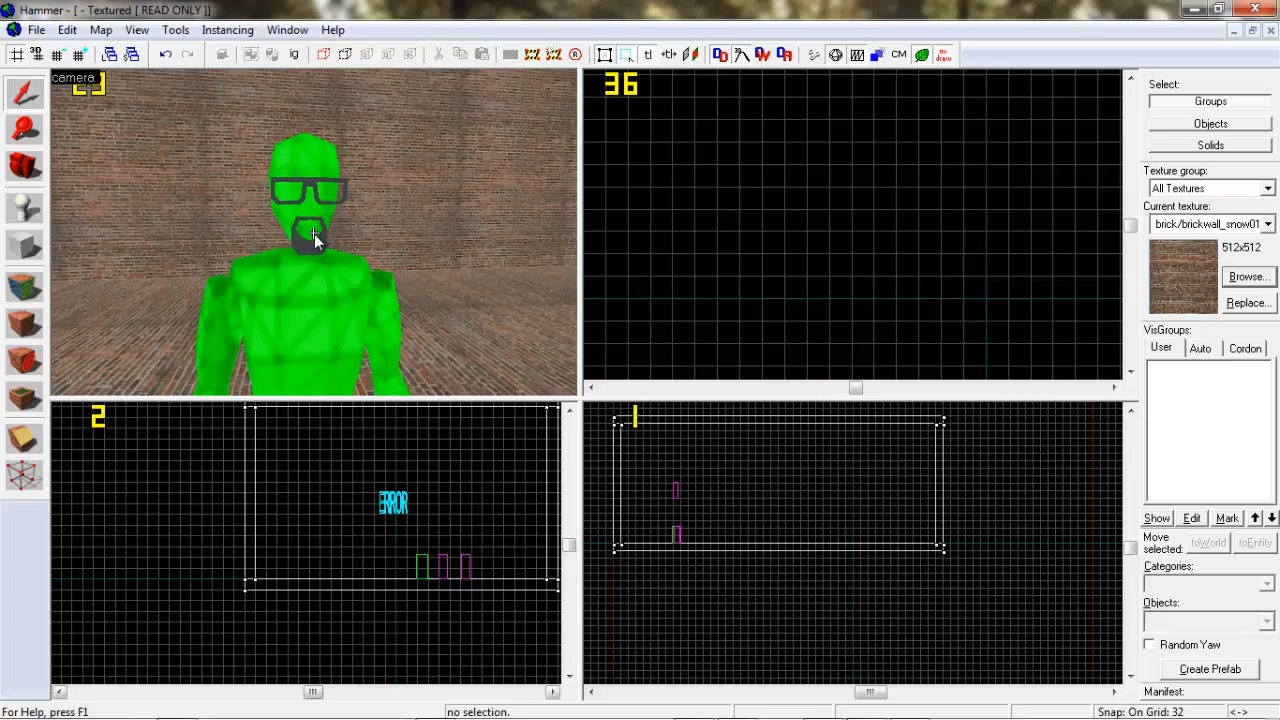 Hammer - [ - Textured [ READ ONLY ]]
File Edit Map View Tools Instancing Window Help
camera
23
36
2
1
ERROR
Select:
Groups
Objects
Solids
Texture group:
All Textures
Current texture:
brick/brickwall_snow01
512x512
Browse...
Replace...
VisGroups:
User Auto Cordon
Show Edit Mark
Move selected:
toWorld toEntity
Categories:
Objects:
Random Yaw
Create Prefab
Manifest:
For Help, press F1
no selection.
Snap: On Grid: 32
<->